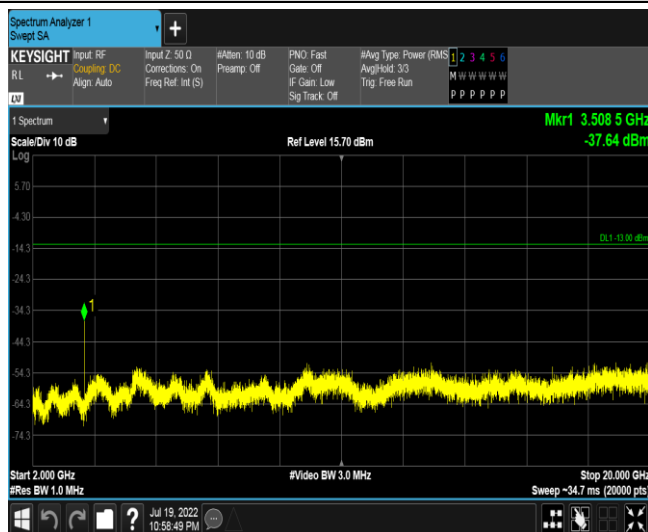 Spectrum Analyzer 1
Swept SA
+
KEYSIGHT
RL
LXI
Input: RF
Coupling: DC
Align: Auto
Input Z: 50 Ω
Corrections: On
Freq Ref: Int (S)
#Atten: 10 dB
Preamp: Off
PNO: Fast
Gate: Off
IF Gain: Low
Sig Track: Off
#Avg Type: Power (RMS
Avg|Hold: 3/3
Trig: Free Run
1 2 3 4 5 6
M W W W W W
P P P P P P
1 Spectrum
Mkr1 3.508 5 GHz
-37.64 dBm
Scale/Div 10 dB
Ref Level 15.70 dBm
Log
5.70
-4.30
DL1 -13.00 dBm
-14.3
-24.3
1
-34.3
-44.3
-54.3
-64.3
-74.3
Start 2.000 GHz
#Video BW 3.0 MHz
Stop 20.000 GHz
#Res BW 1.0 MHz
Sweep ~34.7 ms (20000 pts)
?
Jul 19, 2022
10:58:49 PM